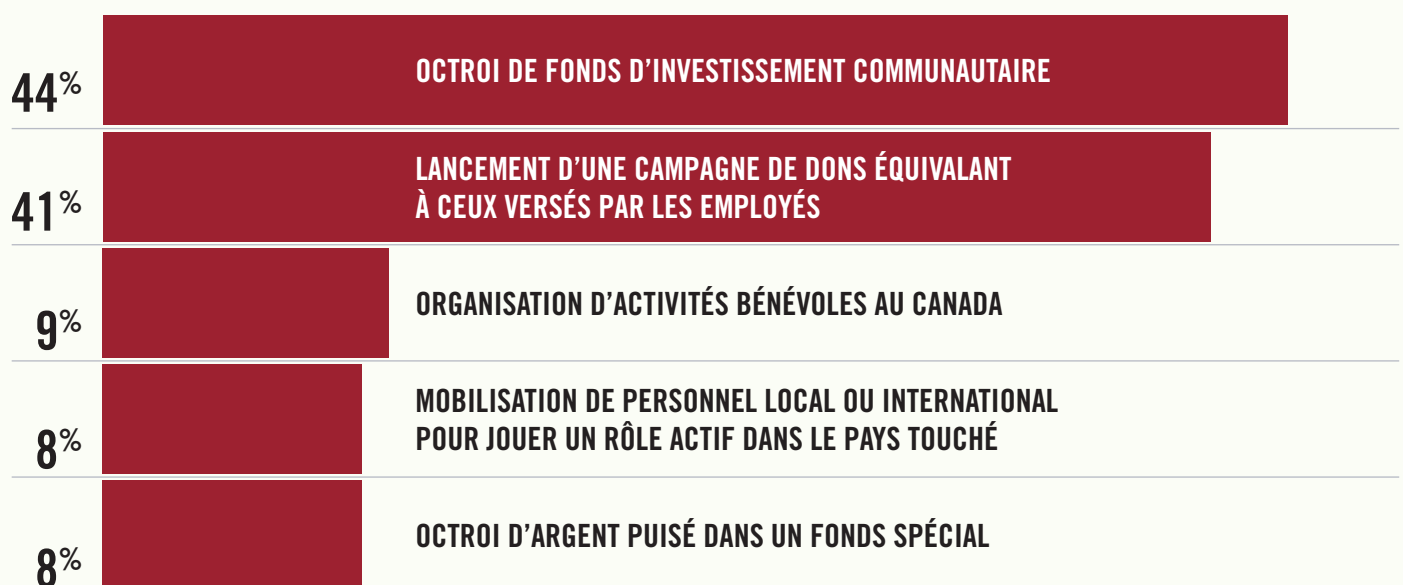 44%
OCTROI DE FONDS D'INVESTISSEMENT COMMUNAUTAIRE
41%
LANCEMENT D'UNE CAMPAGNE DE DONS ÉQUIVALANT
À CEUX VERSÉS PAR LES EMPLOYÉS
9%
ORGANISATION D'ACTIVITÉS BÉNÉVOLES AU CANADA
8%
MOBILISATION DE PERSONNEL LOCAL OU INTERNATIONAL
POUR JOUER UN RÔLE ACTIF DANS LE PAYS TOUCHÉ
8%
OCTROI D'ARGENT PUISÉ DANS UN FONDS SPÉCIAL